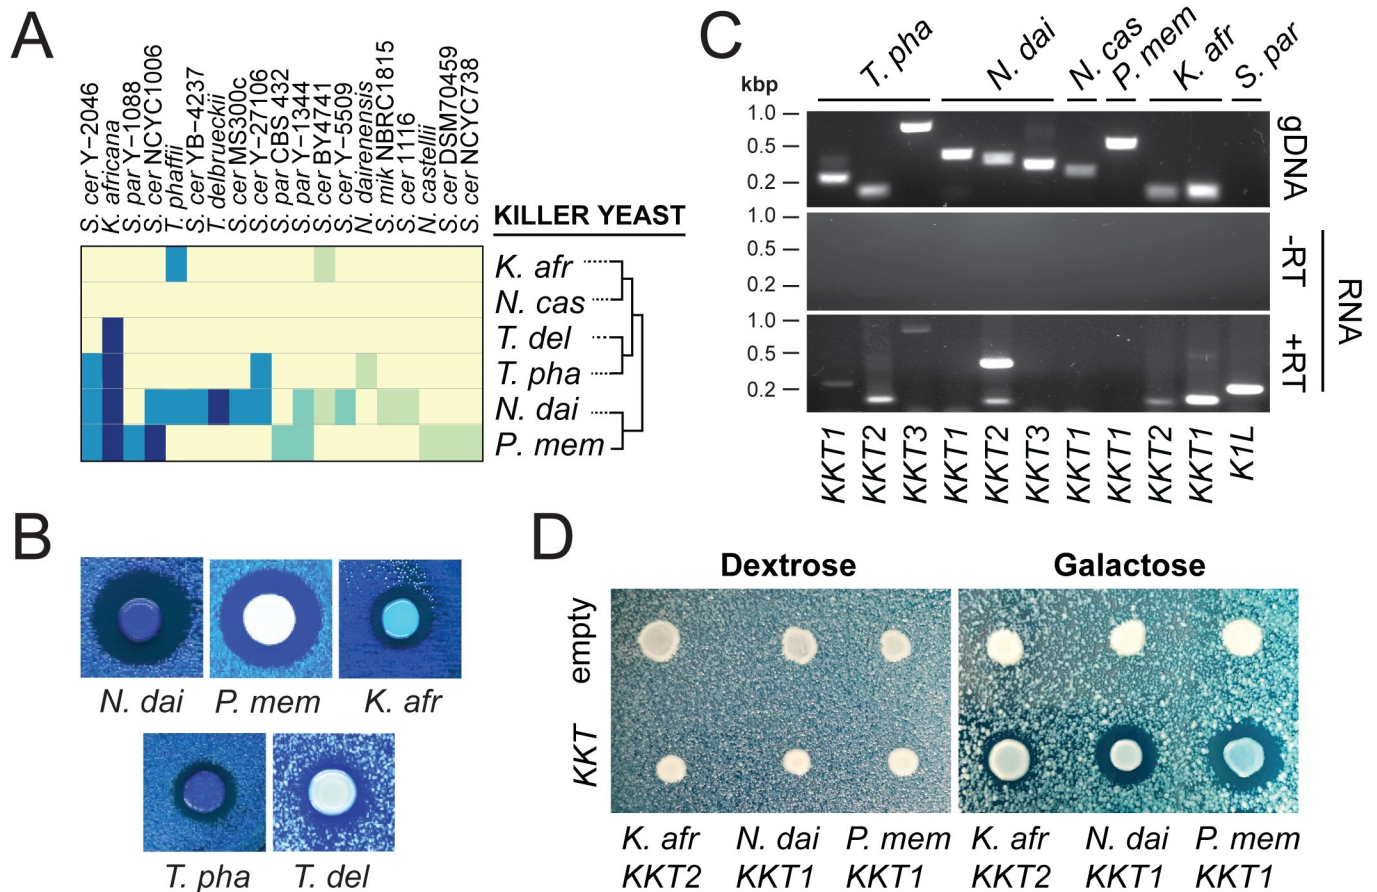 A
S. cer Y-2046
K. africana
S. par Y-1088
S. cer NCYC1006
T. phaffii
S. cer YB-4237
T. delbrueckii
S. cer MS300c
S. cer Y-27106
S. par CBS 432
S. par Y-1344
S. cer BY4741
S. cer Y-5509
N. dairenensis
S. mik NBRC1815
S. cer 1116
N. castellii
S. cer DSM70459
S. cer NCYC738
KILLER YEAST
K. afr
N. cas
T. del
T. pha
N. dai
P. mem
B
N. dai P. mem K. afr
T. pha T. del
C
T. pha N. dai N. cas P. mem K. afr S. par
kbp
1.0
0.5
0.2
gDNA
1.0
0.5
0.2
-RT
1.0
0.5
0.2
+RT
RNA
KKT1 KKT2 KKT3 KKT1 KKT2 KKT3 KKT1 KKT1 KKT2 KKT1 K1L
D
Dextrose Galactose
empty
KKT
K. afr N. dai P. mem K. afr N. dai P. mem
KKT2 KKT1 KKT1 KKT2 KKT1 KKT1